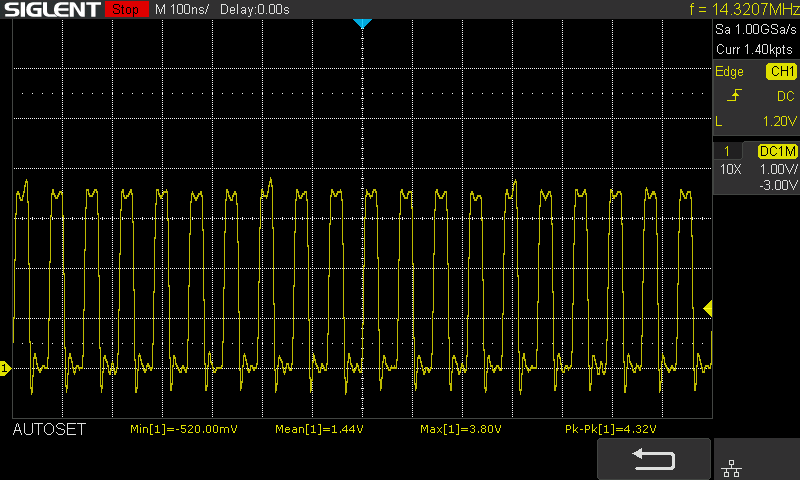 SIGLENT Stop M 100ns/ Delay:0.00s f = 14.3207MHz
Sa 1.00GSa/s
Curr 1.40kpts
Edge CH1
DC
L 1.20V
1 DC1M
10X 1.00V/
-3.00V
1
AUTOSET Min[1]=-520.00mV Mean[1]=1.44V Max[1]=3.80V Pk-Pk[1]=4.32V